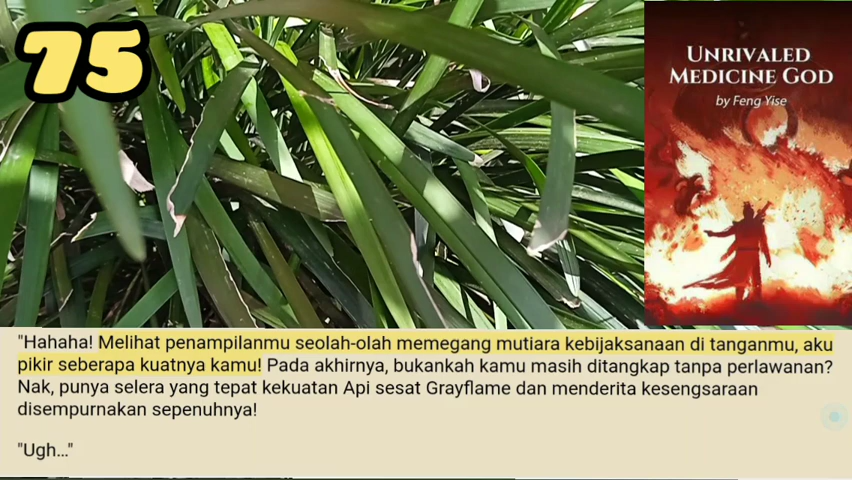 75
UNRIVALED
MEDICINE GOD
by Feng Yise
"Hahaha! Melihat penampilanmu seolah-olah memegang mutiara kebijaksanaan di tanganmu, aku
pikir seberapa kuatnya kamu! Pada akhirnya, bukankah kamu masih ditangkap tanpa perlawanan?
Nak, punya selera yang tepat kekuatan Api sesat Grayflame dan menderita kesengsaraan
disempurnakan sepenuhnya!
"Ugh…"